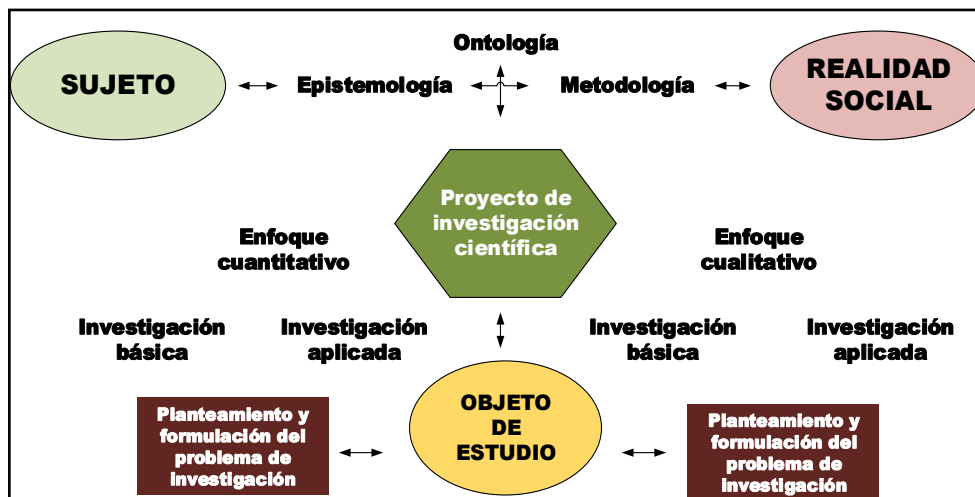 Ontología
SUJETO
Epistemología
Metodología
REALIDAD
SOCIAL
Proyecto de
investigación
científica
Enfoque
cuantitativo
Enfoque
cualitativo
Investigación
básica
Investigación
aplicada
Investigación
básica
Investigación
aplicada
Planteamiento y
formulación del
problema de
investigación
OBJETO
DE
ESTUDIO
Planteamiento y
formulación del
problema de
investigación